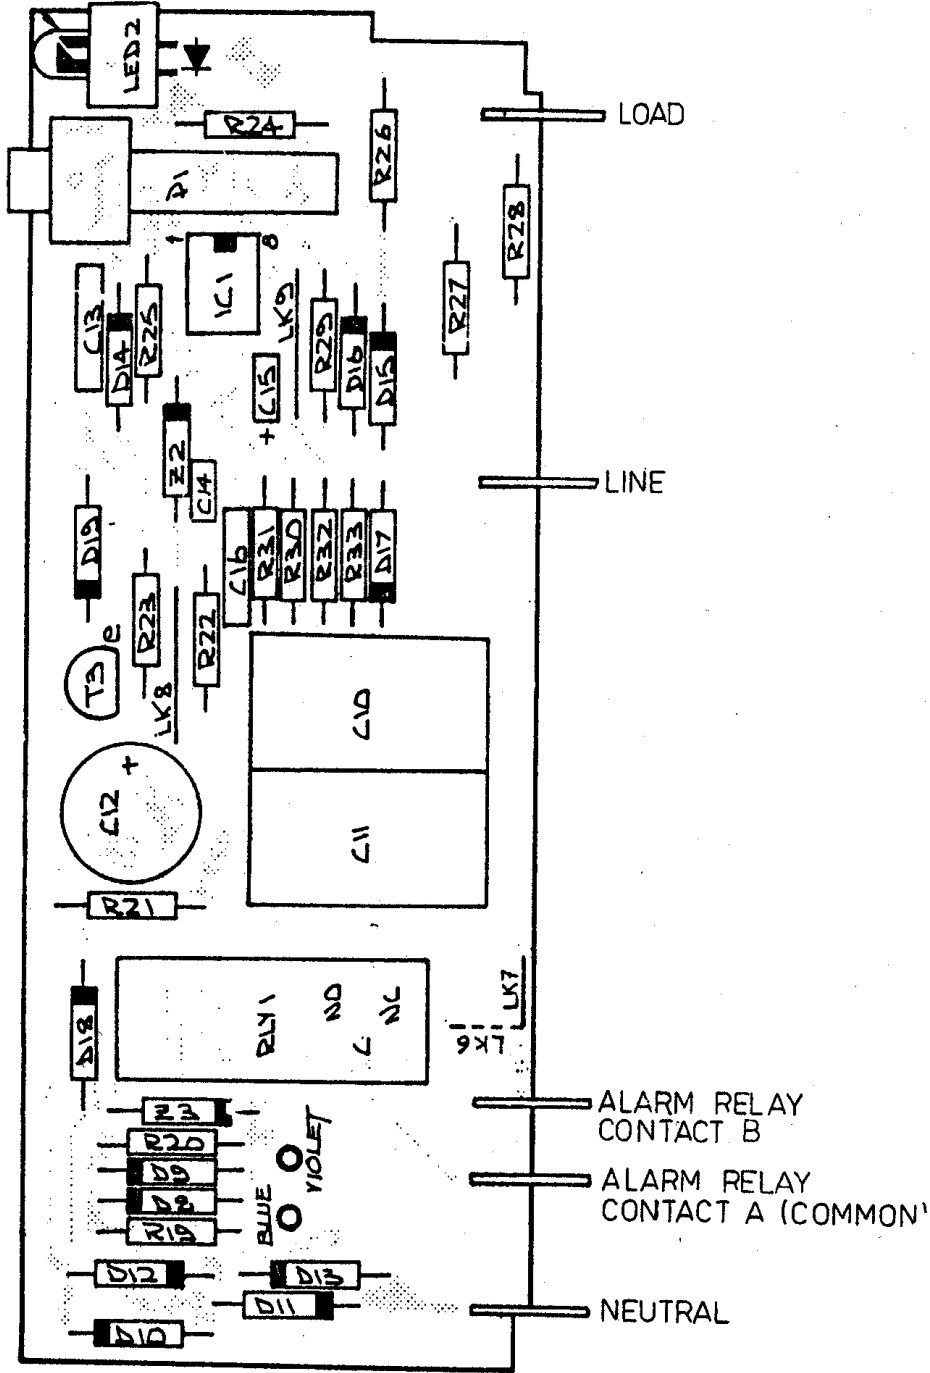 LED2
LOAD
R24
R26
P1
R28
1
8
IC1
R27
C13
LK9
R25
R29
D14
D16
D15
C15
+
Z2
C14
LINE
D19
C16
R31
R30
R32
R33
D17
R23
R22
e
T3
LK8
C10
+
C12
C11
R21
LK7
RLY1
NO
NC
C
D18
LK6
ALARM RELAY
CONTACT B
Z3
R20
VIOLET
D9
ALARM RELAY
CONTACT A (COMMON'
BLUE
R19
D12
D13
D11
NEUTRAL
D10